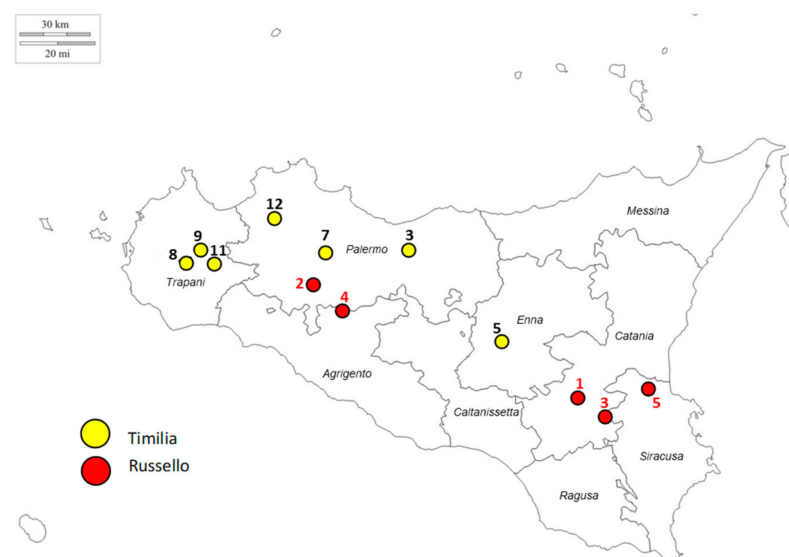 30 km
20 mi
Messina
12
7
3
Palermo
9
8
11
Trapani
2
4
Enna
5
Catania
Agrigento
1
Caltanissetta
3
5
Timilia
Siracusa
Russello
Ragusa